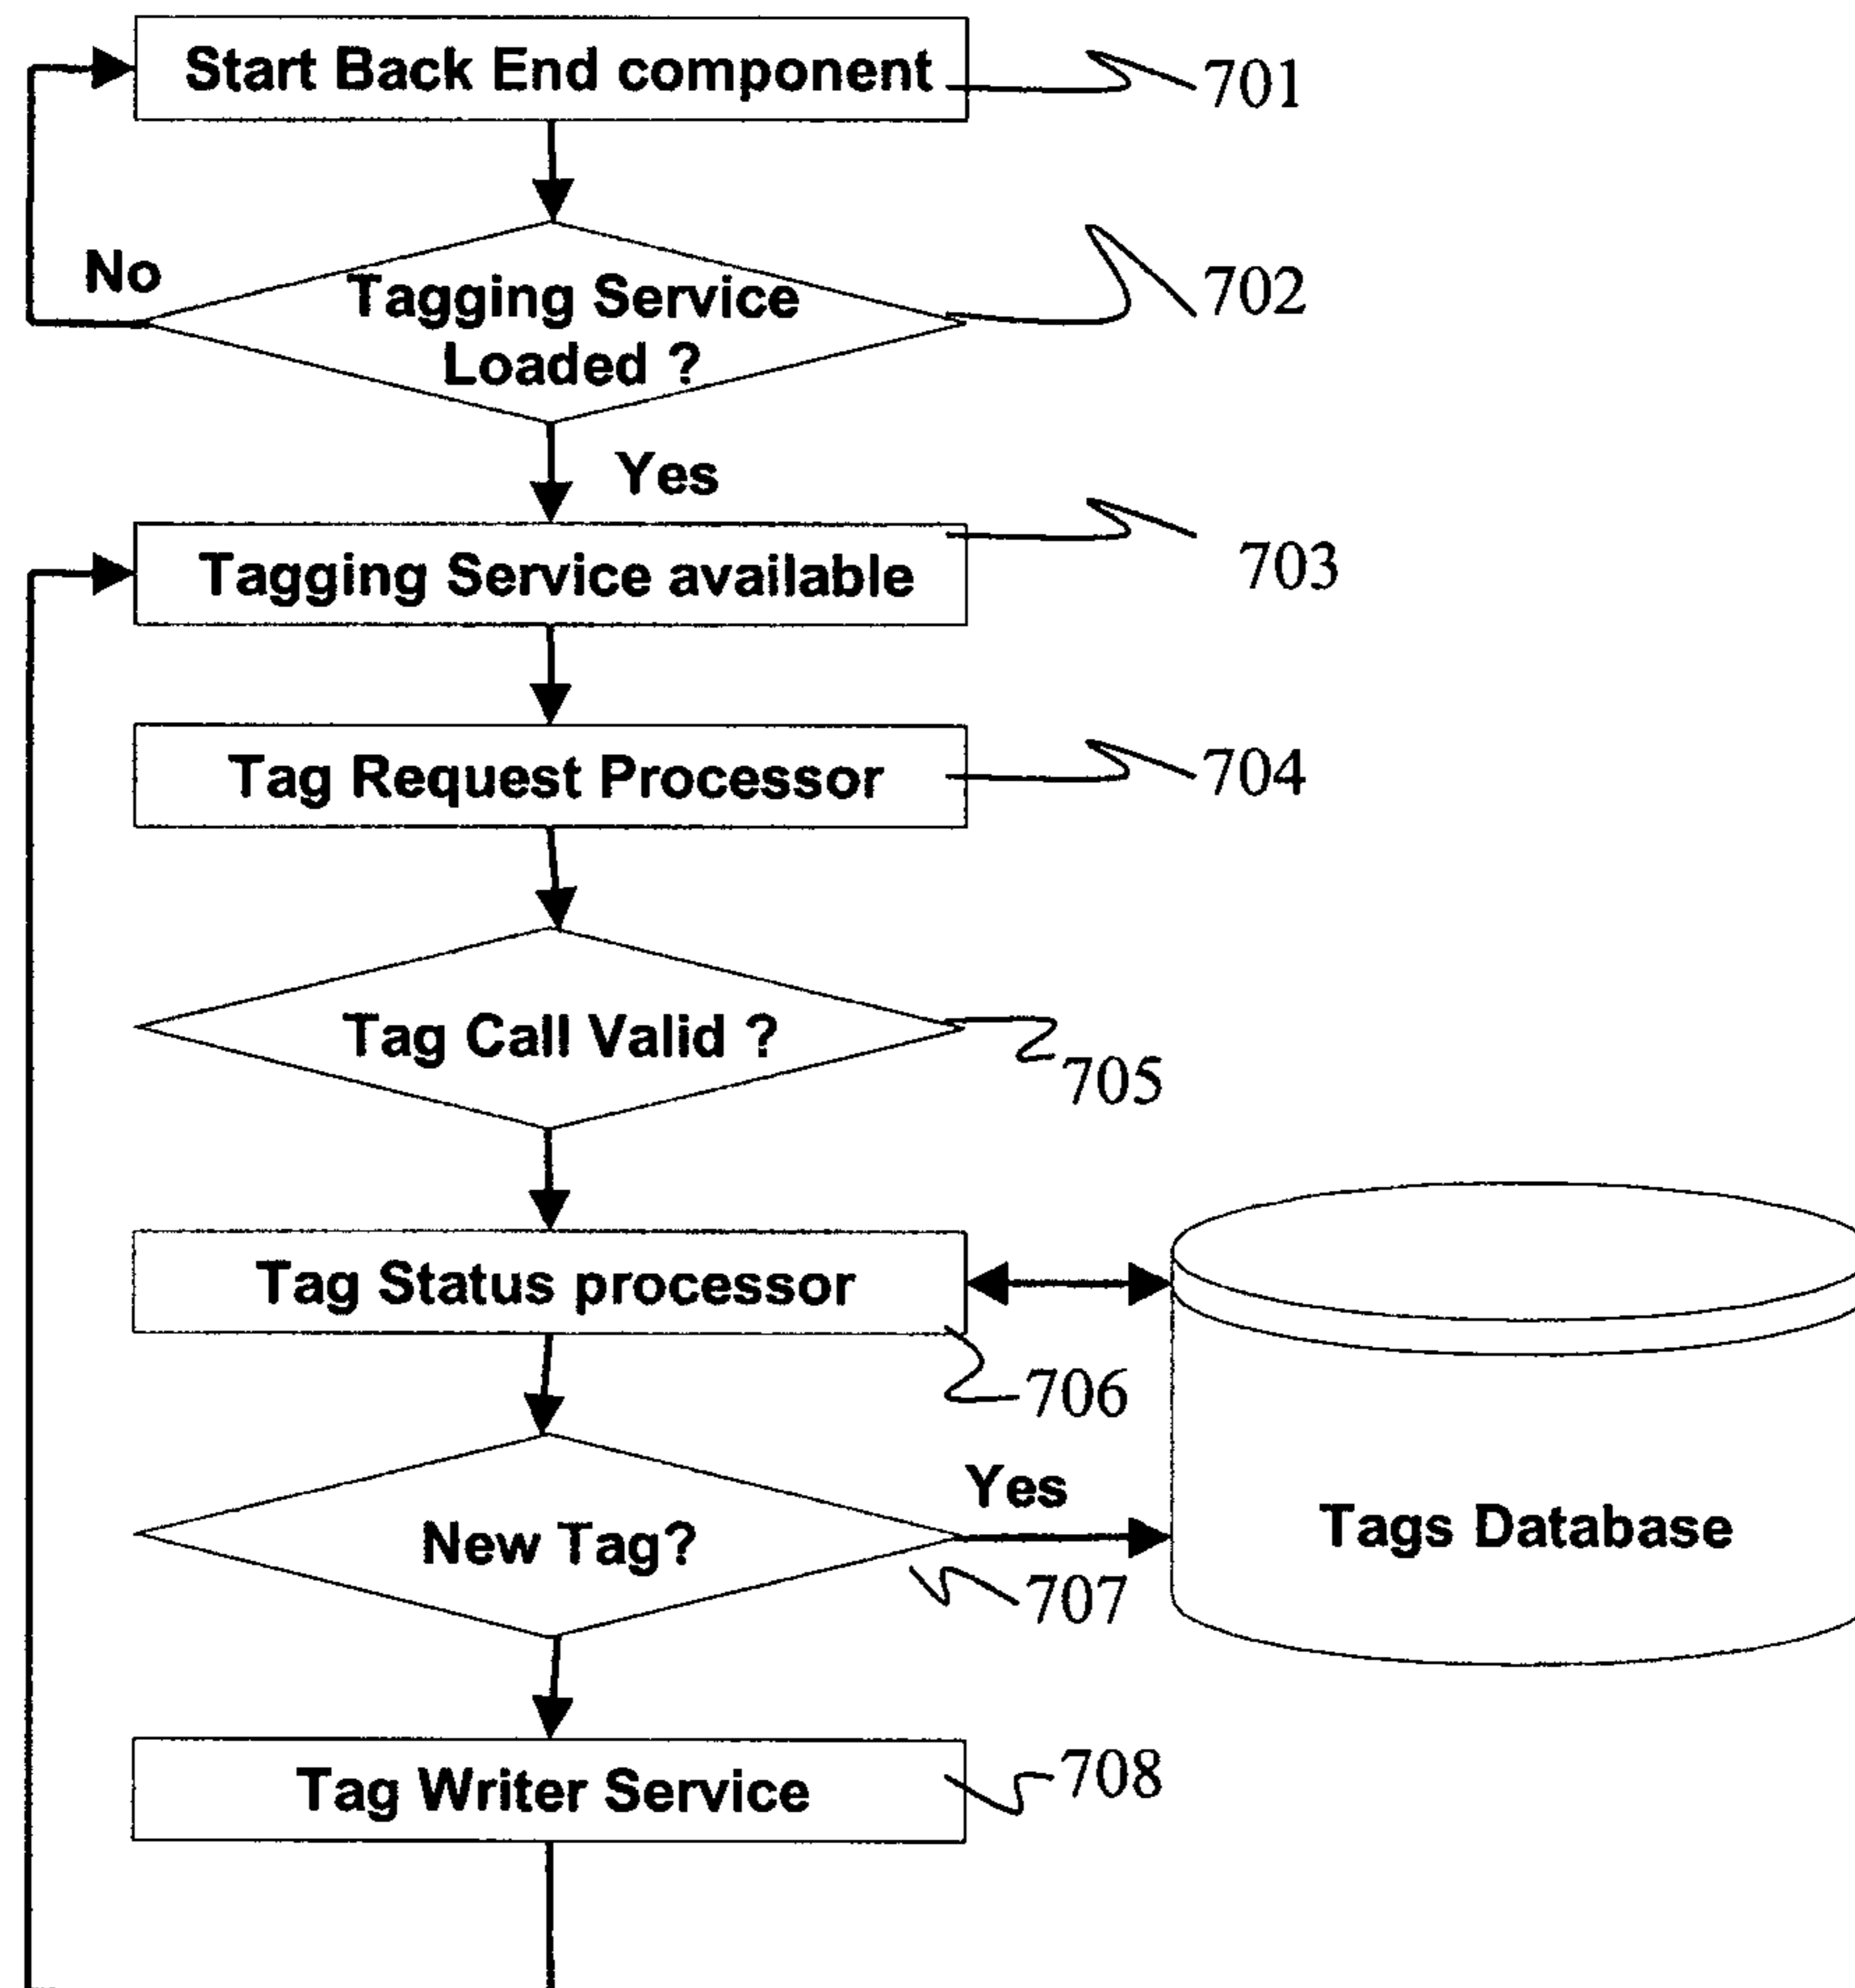 Start Back End component
701
No
Tagging Service
Loaded ?
702
Yes
Tagging Service available
703
Tag Request Processor
704
Tag Call Valid ?
705
Tag Status processor
706
Yes
New Tag?
707
Tags Database
Tag Writer Service
708